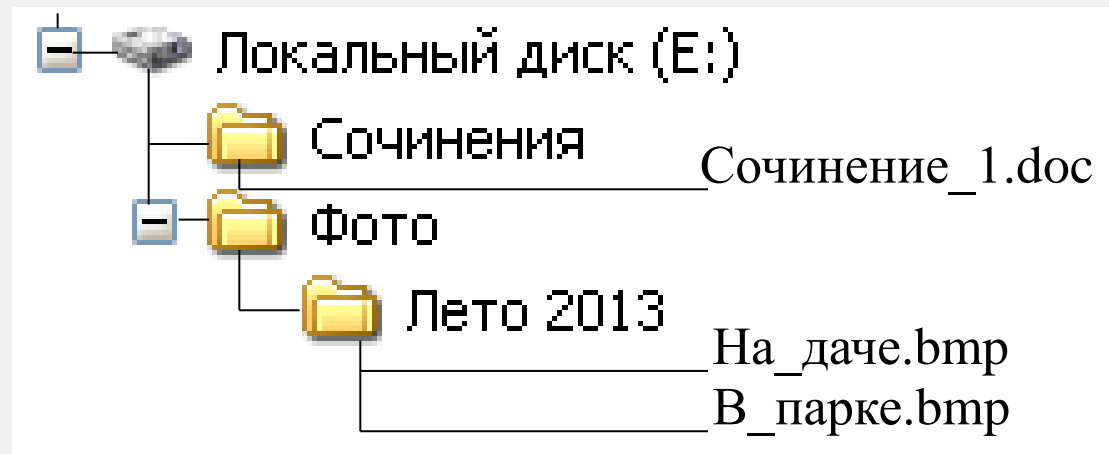 Локальный диск (E:)
Сочинения
Сочинение_1.doc
Фото
Лето 2013
На_даче.bmp
В_парке.bmp